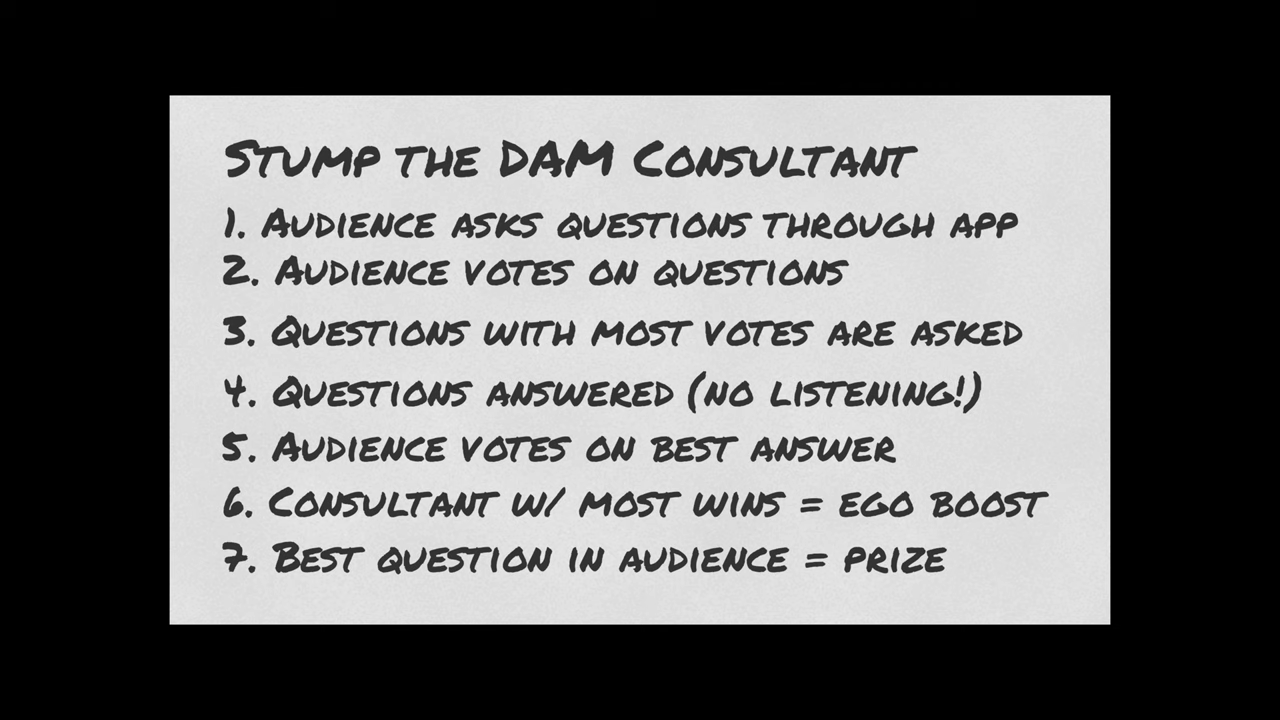 Stump the DAM Consultant
1. Audience asks questions through app
2. Audience votes on questions
3. Questions with most votes are asked
4. Questions answered (no listening!)
5. Audience votes on best answer
6. Consultant w/ most wins = ego boost
7. Best question in audience = prize